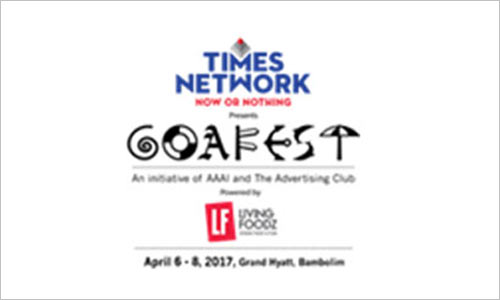 TIMES
NETWORK
NOW OR NOTHING
Presents
GOAFEST
An initiative of AAAI and The Advertising Club
Powered by
LF
LIVING
FOODZ
April 6 - 8, 2017, Grand Hyatt, Bambolim